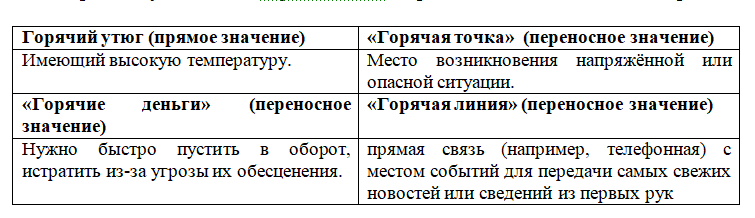 Горячий утюг (прямое значение)
«Горячая точка» (переносное значение)
Имеющий высокую температуру.
Место возникновения напряжённой или
опасной ситуации.
«Горячие деньги» (переносное
значение)
«Горячая линия» (переносное значение)
Нужно быстро пустить в оборот,
истратить из-за угрозы их обесценения.
прямая связь (например, телефонная) с
местом событий для передачи самых свежих
новостей или сведений из первых рук